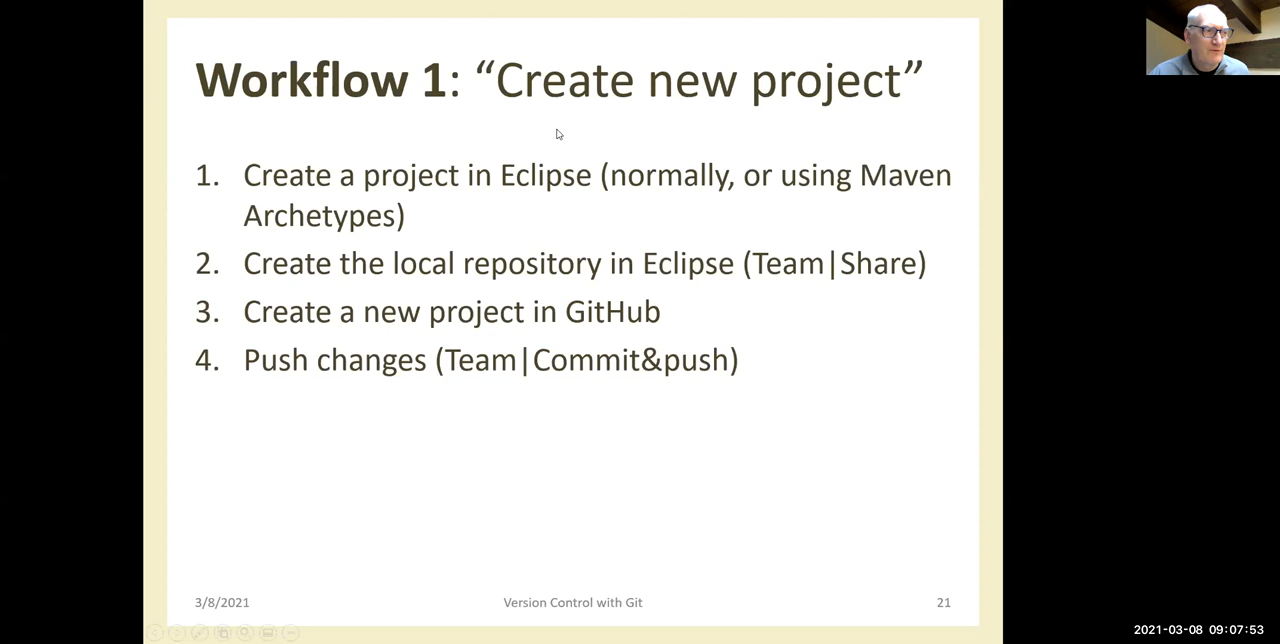 Workflow 1: “Create new project”
1. Create a project in Eclipse (normally, or using Maven
Archetypes)
2. Create the local repository in Eclipse (Team|Share)
3. Create a new project in GitHub
4. Push changes (Team|Commit&push)
3/8/2021
Version Control with Git
21
2021-03-08 09:07:53